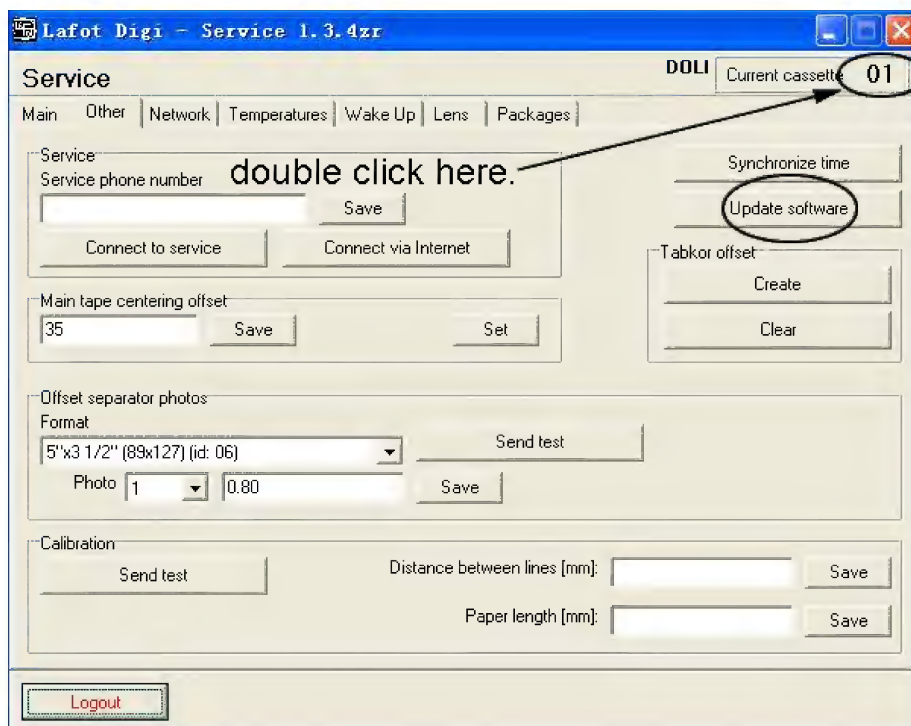 Lafot Digi - Service 1.3.4zr
Service
DOLI
Current cassette 01
Main Other Network Temperatures Wake Up Lens Packages
Service
Service phone number
double click here.
Save
Connect to service Connect via Internet
Synchronize time
Update software
Tabkor offset
Create
Clear
Main tape centering offset
35 Save Set
Offset separator photos
Format
5"x3 1/2" (89x127) (id: 06) Send test
Photo 1 0.80 Save
Calibration
Send test
Distance between lines [mm]: Save
Paper length [mm]: Save
Logout